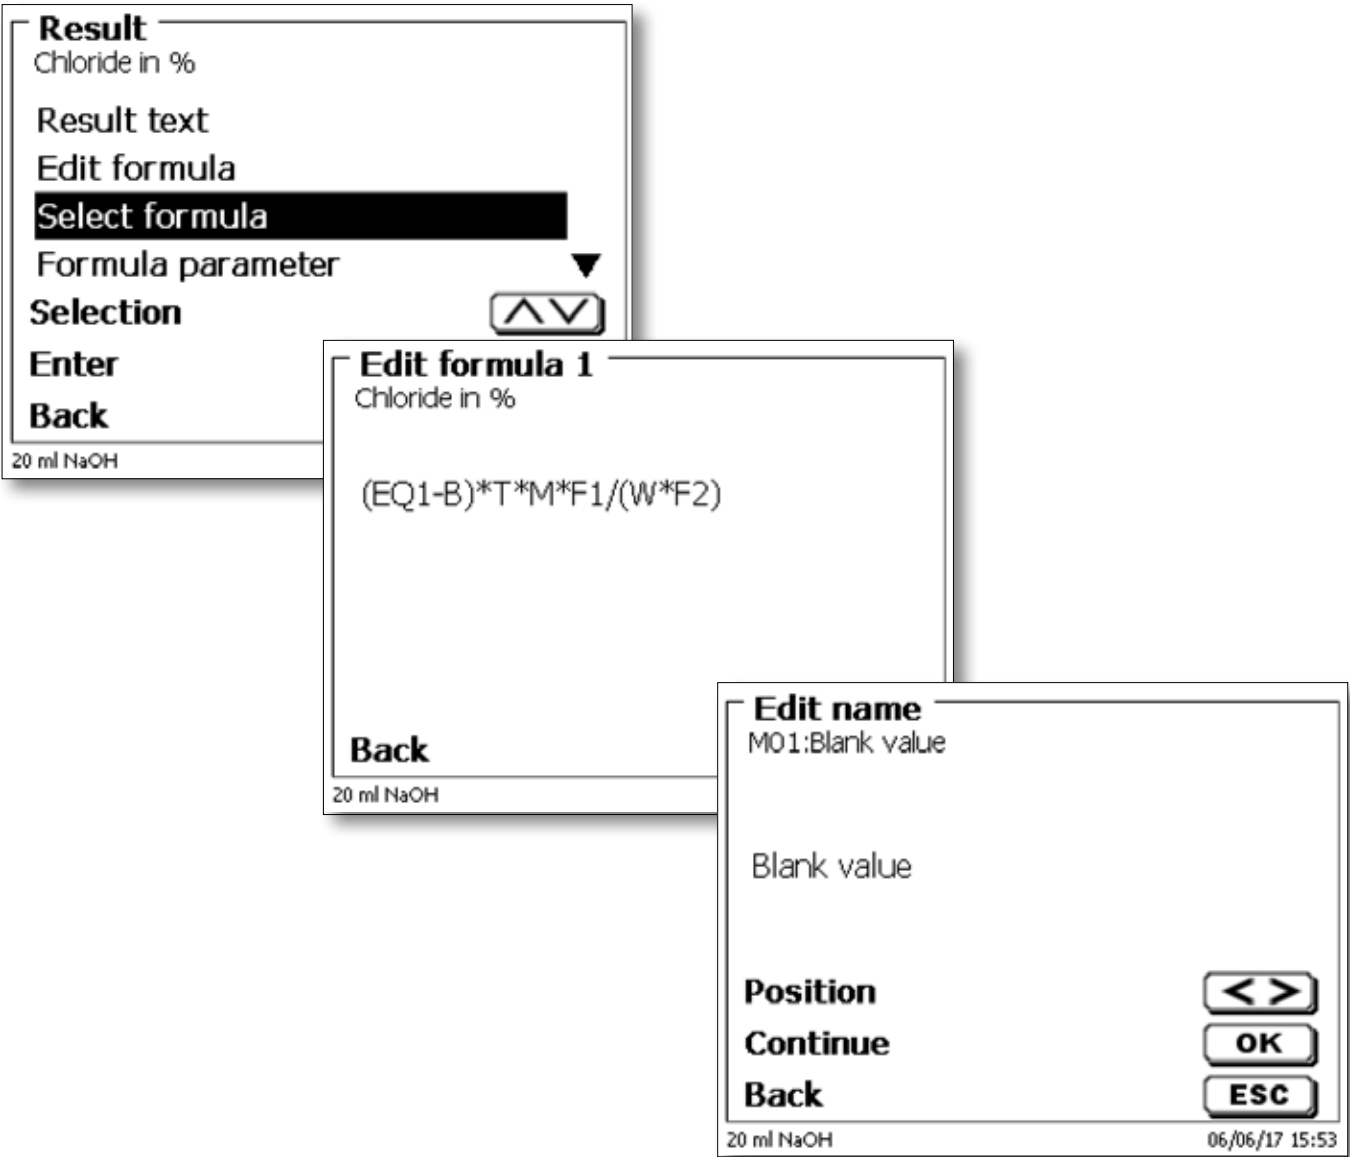 Result
Chloride in %
Result text
Edit formula
Select formula
Formula parameter
Selection
Enter
Back
20 ml NaOH
Edit formula 1
Chloride in %
(EQ1-B)*T*M*F1/(W*F2)
Back
20 ml NaOH
Edit name
M01:Blank value
Blank value
Position < >
Continue OK
Back ESC
20 ml NaOH 06/06/17 15:53